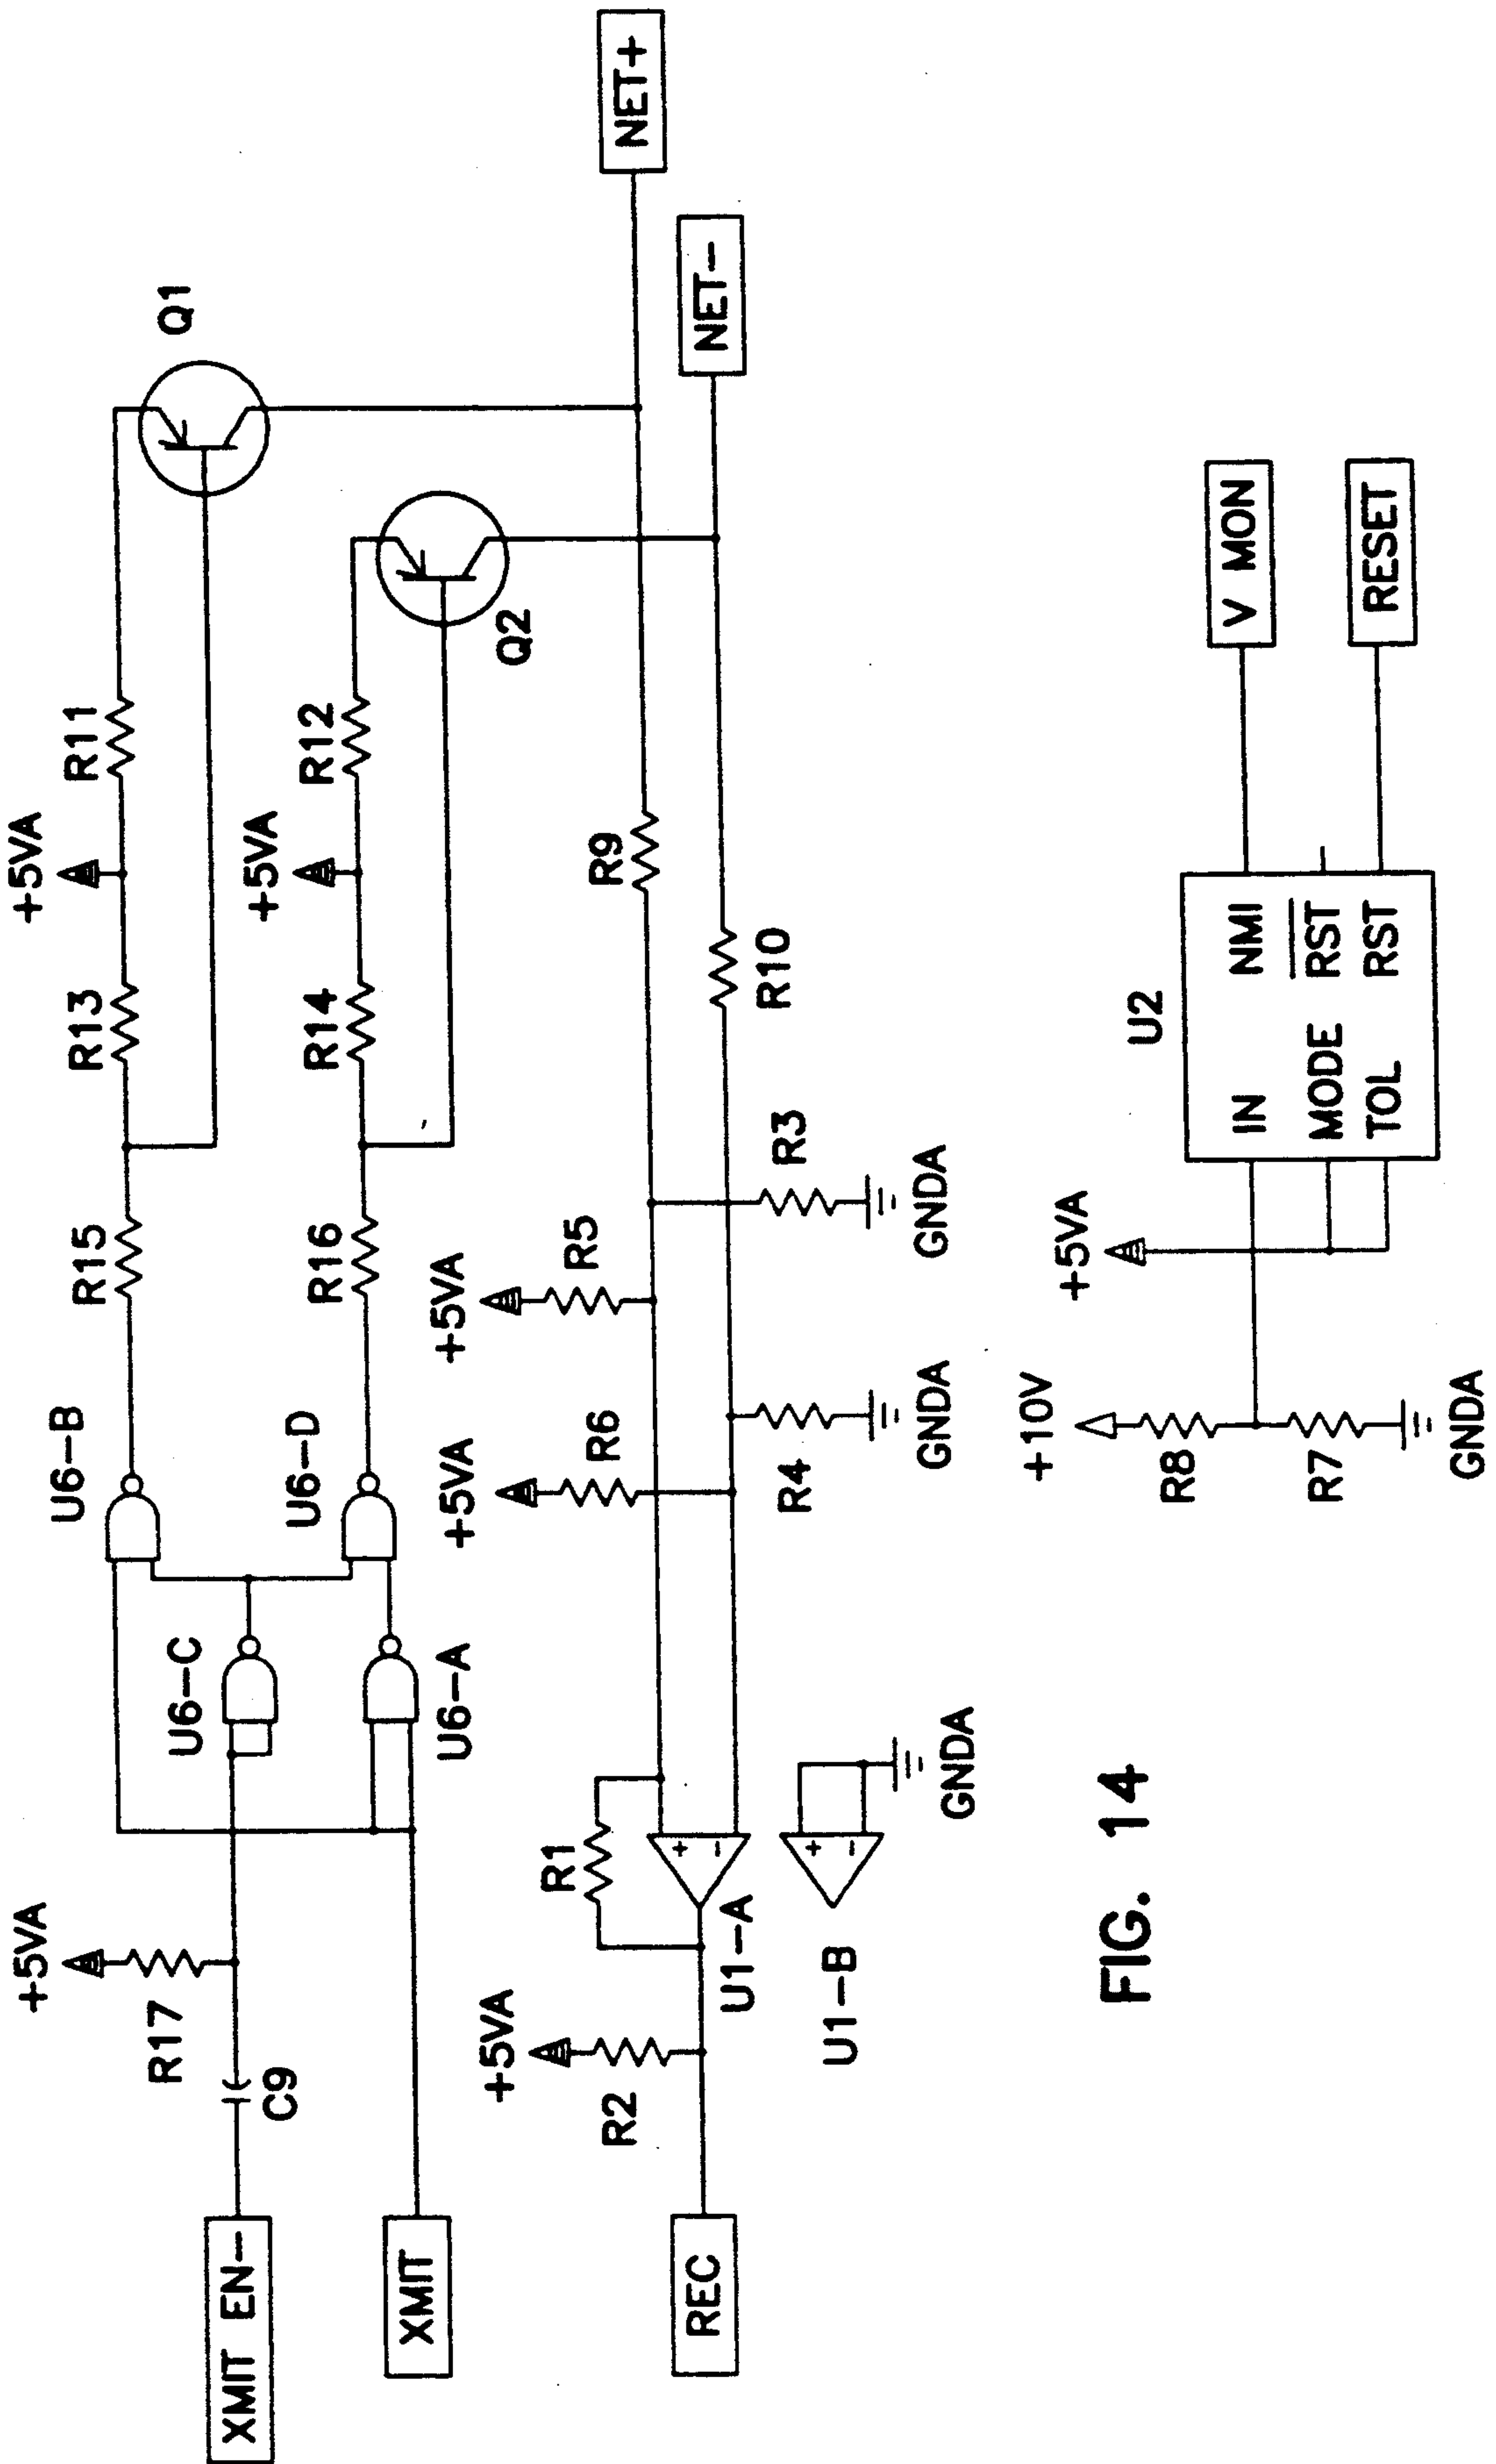 +5VA
R17
C9
XMIT EN-
XMIT
U6-C
U6-A
U6-B
U6-D
R15
R16
R13
R14
+5VA
+5VA
R11
R12
Q1
Q2
NET+
NET-
REC
+5VA
R2
R1
+
-
U1-A
+
-
U1-B
GNDA
+5VA
R6
+5VA
R5
R4
GNDA
R3
GNDA
R9
R10
+10V
R8
R7
GNDA
+5VA
U2
IN NMI
MODE RST
TOL RST
V MON
RESET
FIG. 14